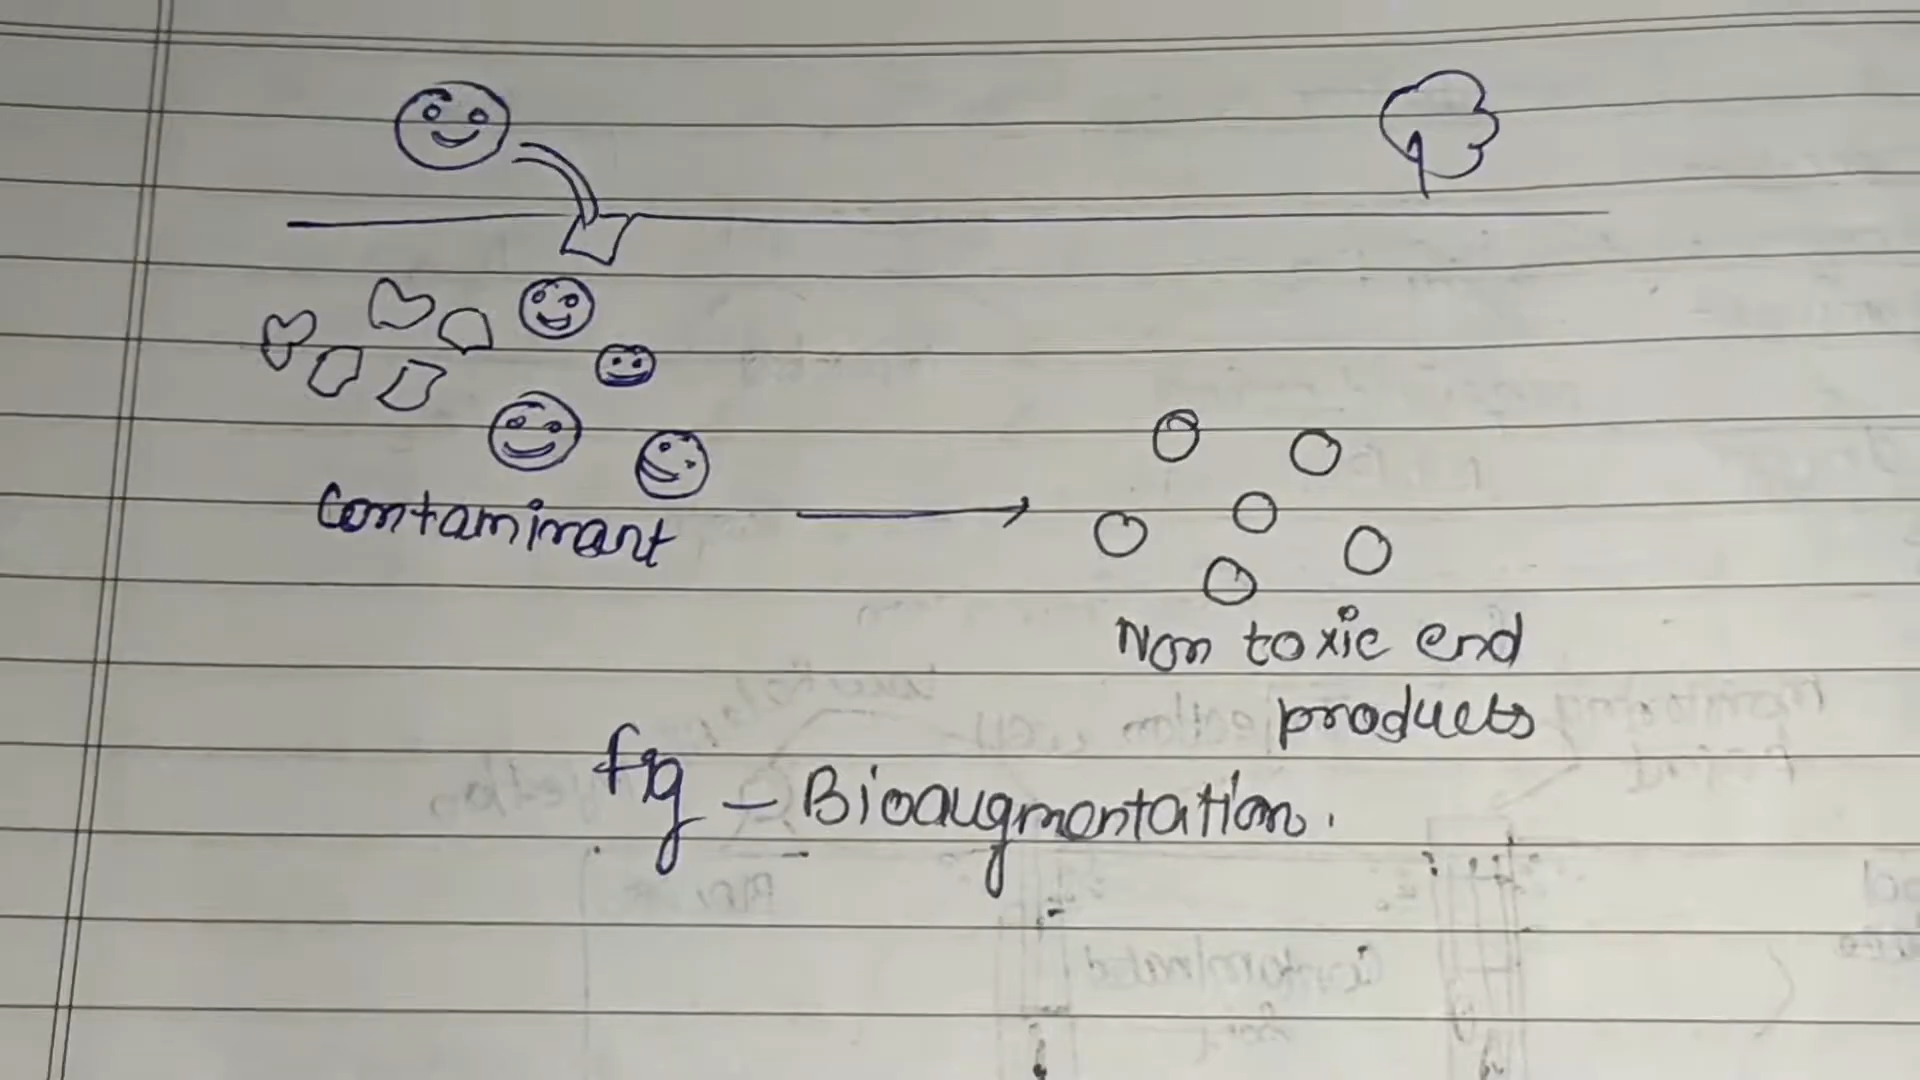 Contaminant
Non toxic end
products
fig - Bioaugmentation.